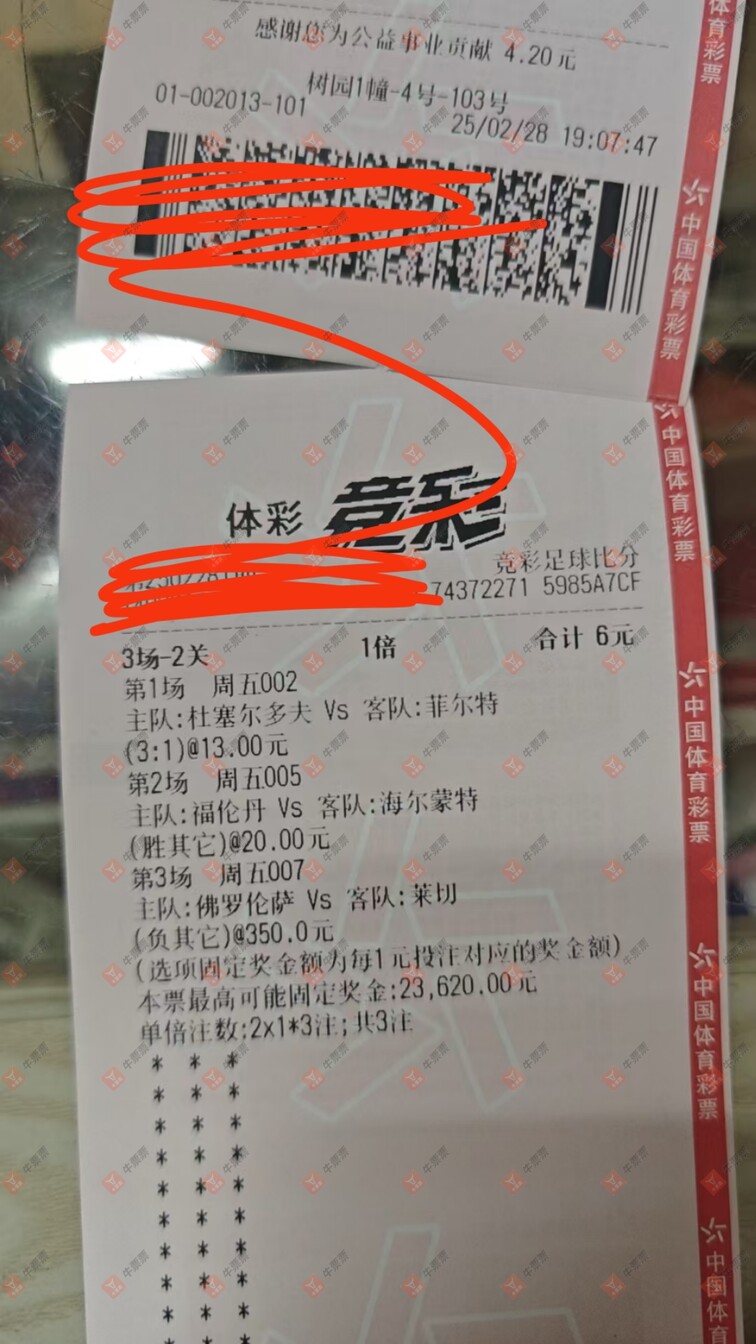 感谢您为公益事业贡献 4.20元
树园1幢-4号-103号
01-002013-101
25/02/28 19:07:47
中国体育彩票
体彩 竞彩
竞彩足球比分
74372271 5985A7CF
3场-2关 1倍 合计 6元
第1场 周五002
主队:杜塞尔多夫 Vs 客队:菲尔特
(3:1)@13.00元
第2场 周五005
主队:福伦丹 Vs 客队:海尔蒙特
(胜其它)@20.00元
第3场 周五007
主队:佛罗伦萨 Vs 客队:莱切
(负其它)@350.0元
(选项固定奖金额为每1元投注对应的奖金额)
本票最高可能固定奖金:23,620.00元
单倍注数:2x1*3注;共3注
* * *
* * *
* * *
* * *
* * *
* * *
* * *
* * *
* * *
中国体育彩票
中国体育彩票
中国体育彩票
中国体育
牛票票